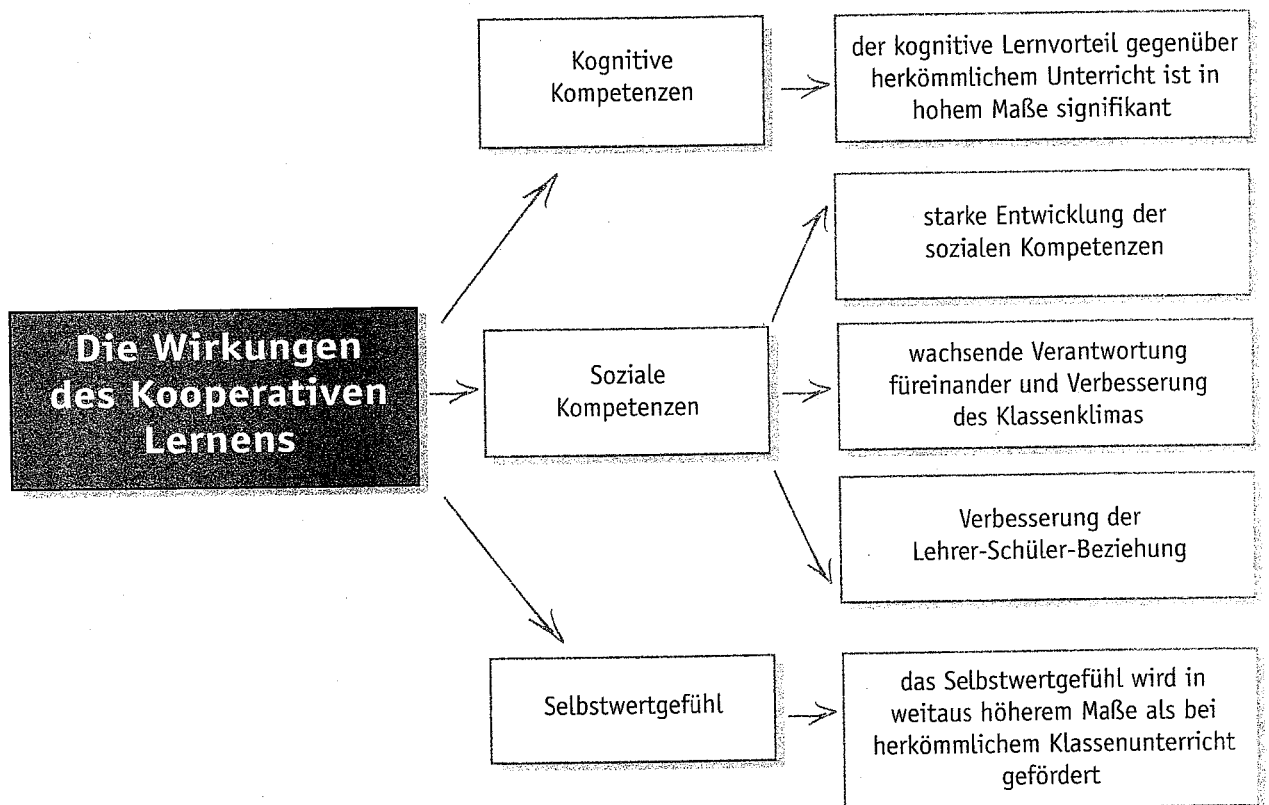 Kognitive
Kompetenzen
der kognitive Lernvorteil gegenüber
herkömmlichem Unterricht ist in
hohem Maße signifikant
starke Entwicklung der
sozialen Kompetenzen
Die Wirkungen
des Kooperativen
Lernens
Soziale
Kompetenzen
wachsende Verantwortung
füreinander und Verbesserung
des Klassenklimas
Verbesserung der
Lehrer-Schüler-Beziehung
Selbstwertgefühl
das Selbstwertgefühl wird in
weitaus höherem Maße als bei
herkömmlichem Klassenunterricht
gefördert